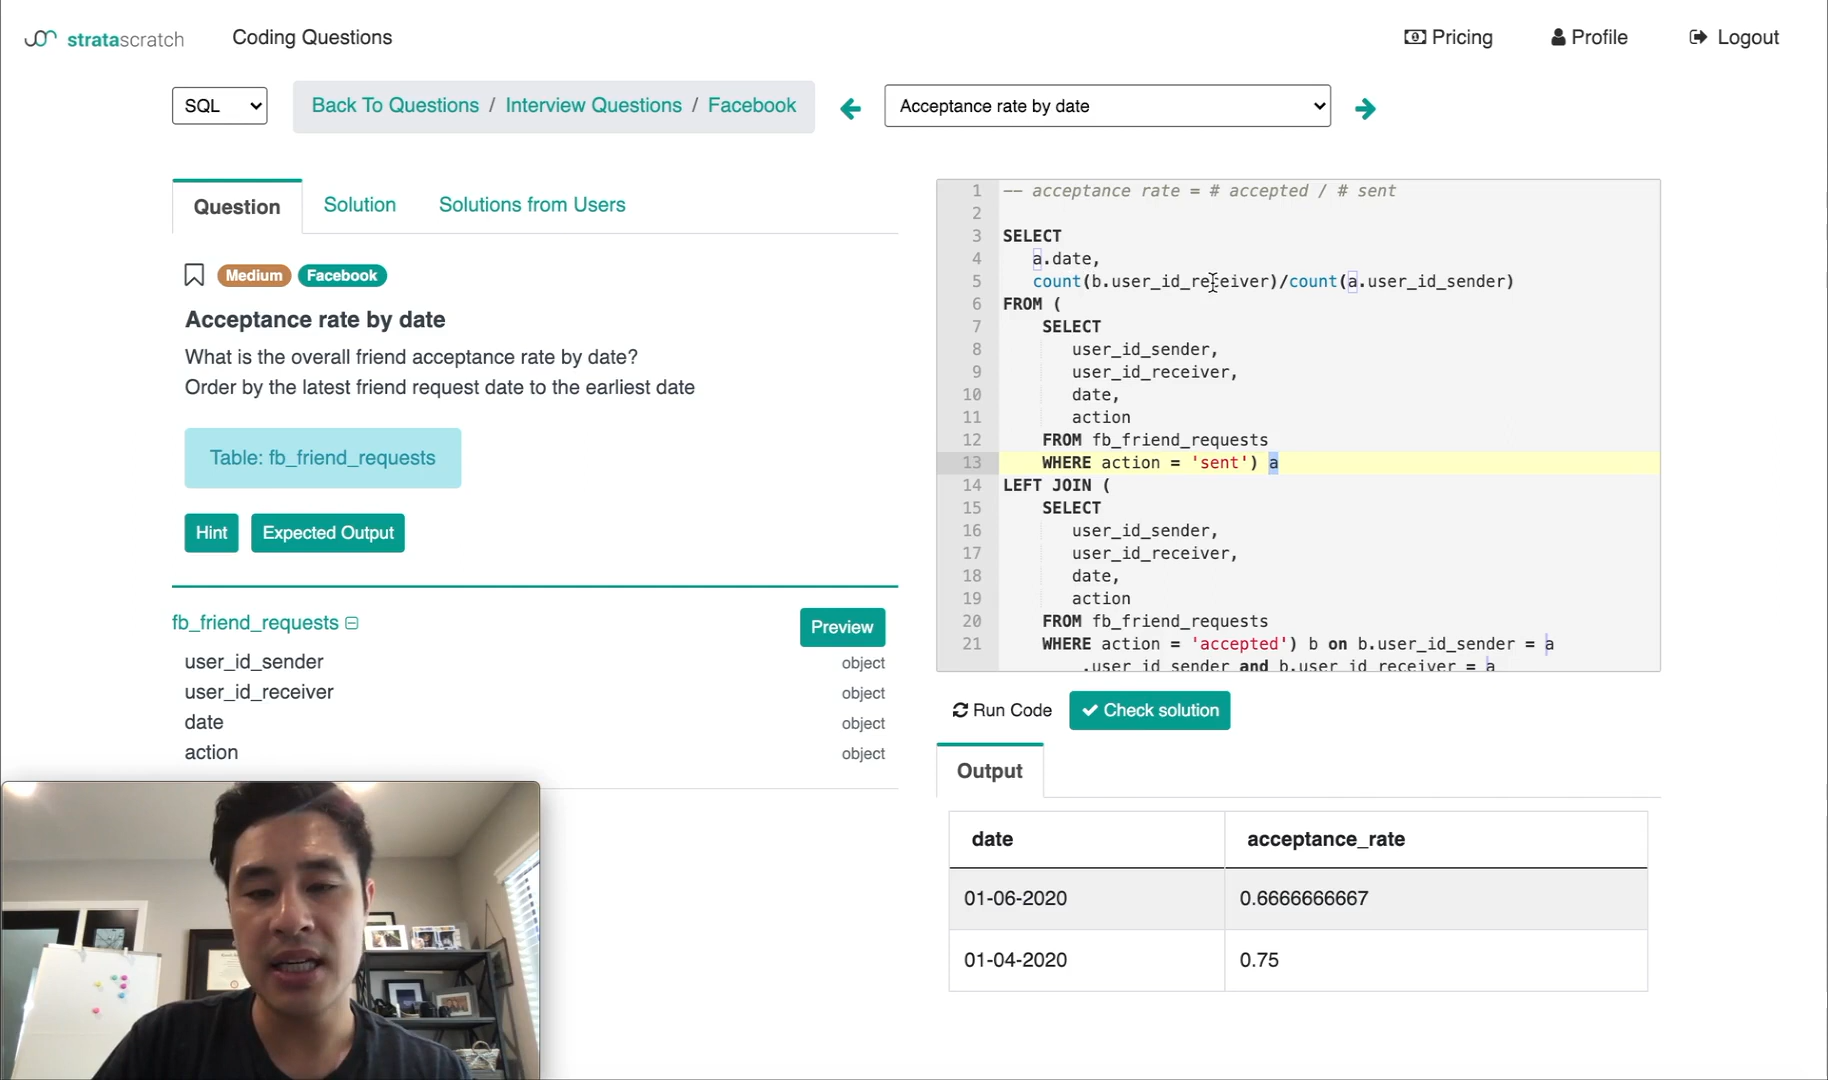 stratascratch
Coding Questions
Pricing
Profile
Logout
SQL
Back To Questions / Interview Questions / Facebook
Acceptance rate by date
Question
Solution
Solutions from Users
Medium
Facebook
Acceptance rate by date
What is the overall friend acceptance rate by date?
Order by the latest friend request date to the earliest date
Table: fb_friend_requests
Hint
Expected Output
fb_friend_requests
Preview
user_id_sender object
user_id_receiver object
date object
action object
1 -- acceptance rate = # accepted / # sent
2
3 SELECT
4 a.date,
5 count(b.user_id_receiver)/count(a.user_id_sender)
6 FROM (
7 SELECT
8 user_id_sender,
9 user_id_receiver,
10 date,
11 action
12 FROM fb_friend_requests
13 WHERE action = 'sent') a
14 LEFT JOIN (
15 SELECT
16 user_id_sender,
17 user_id_receiver,
18 date,
19 action
20 FROM fb_friend_requests
21 WHERE action = 'accepted') b on b.user_id_sender = a
.user_id_sender and b.user_id_receiver = a
Run Code
Check solution
Output
date acceptance_rate
01-06-2020 0.6666666667
01-04-2020 0.75